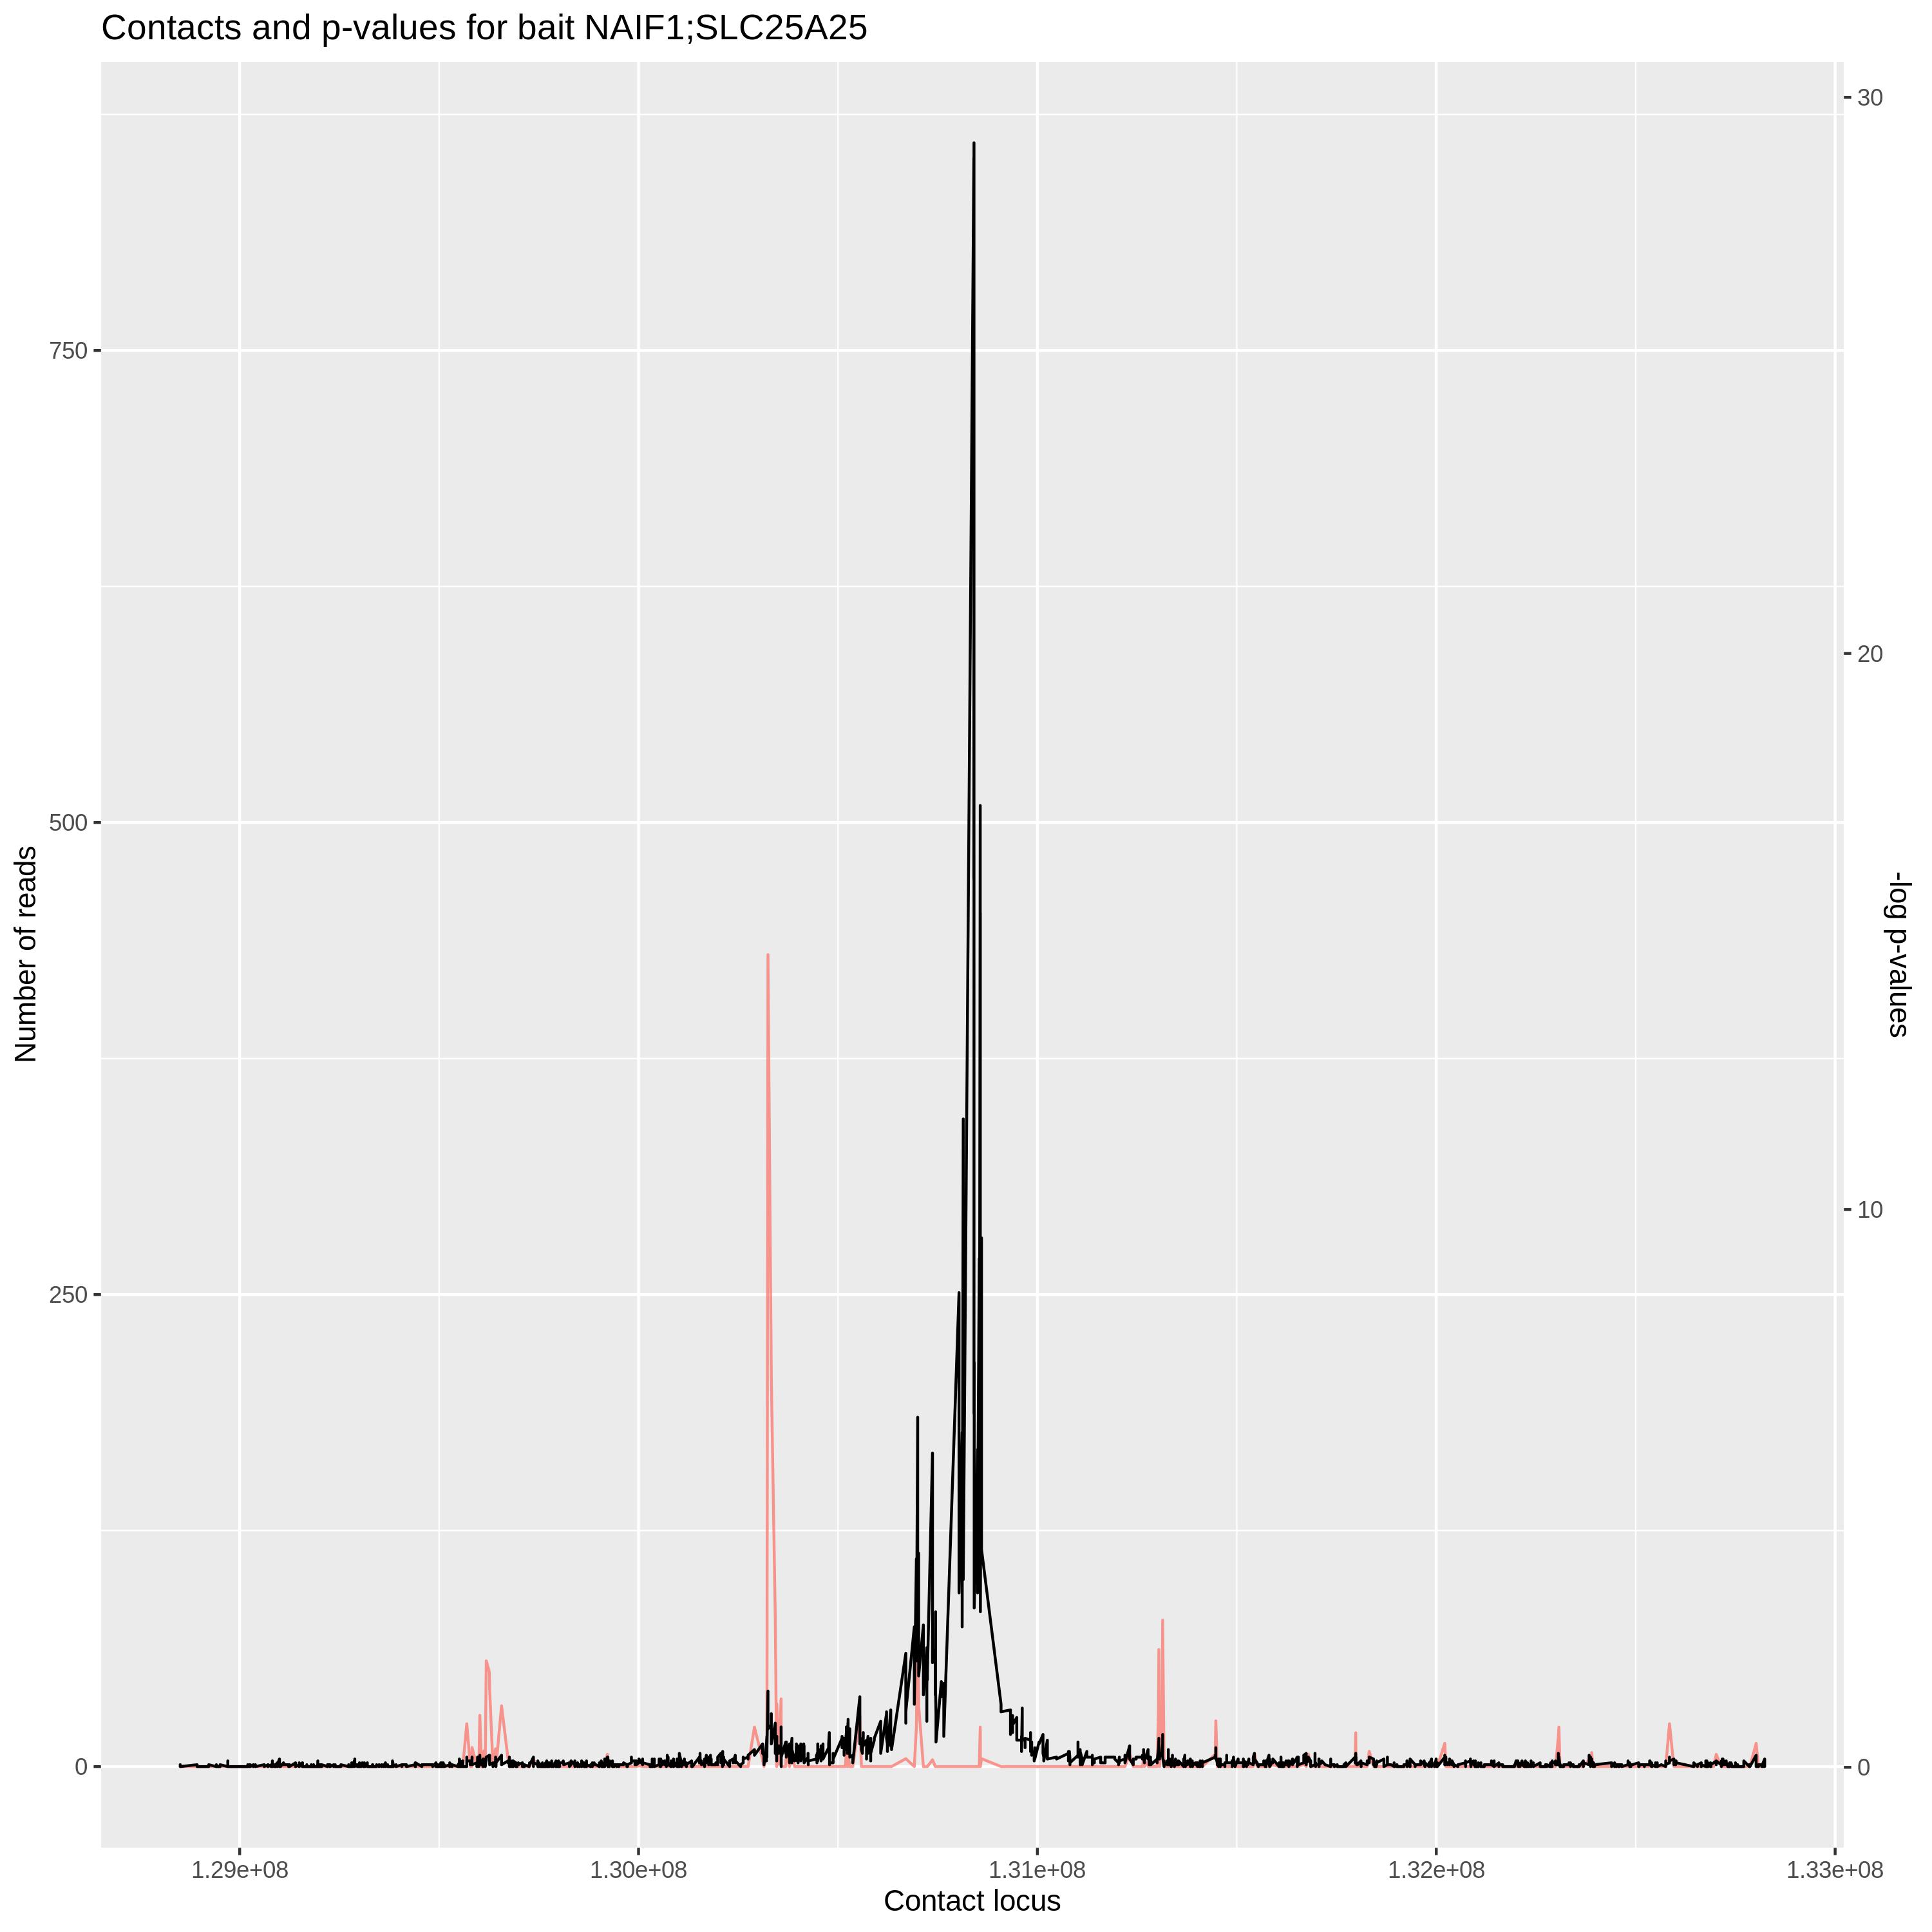 Contacts and p-values for bait NAIF1;SLC25A25
30
750
20
500
Number of reads
-log p-values
10
250
0
0
1.29e+08
1.30e+08
1.31e+08
1.32e+08
1.33e+08
Contact locus